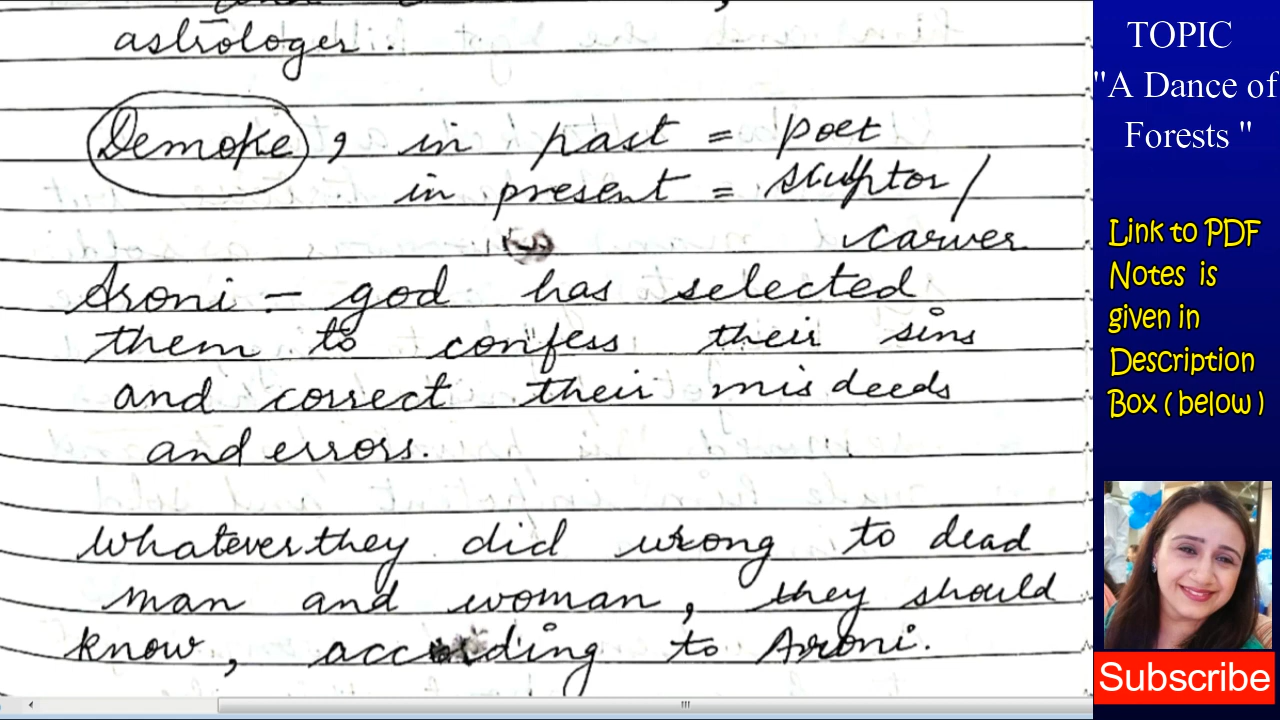 astrologer.
Demoke, in past = poet
in present = sculptor/
carver
Aroni - god has selected
them to confess their sins
and correct their misdeeds
and errors.
Whatever they did wrong to dead
man and woman, they should
know, according to Aroni.
TOPIC
"A Dance of
Forests "
Link to PDF
Notes is
given in
Description
Box ( below )
Subscribe